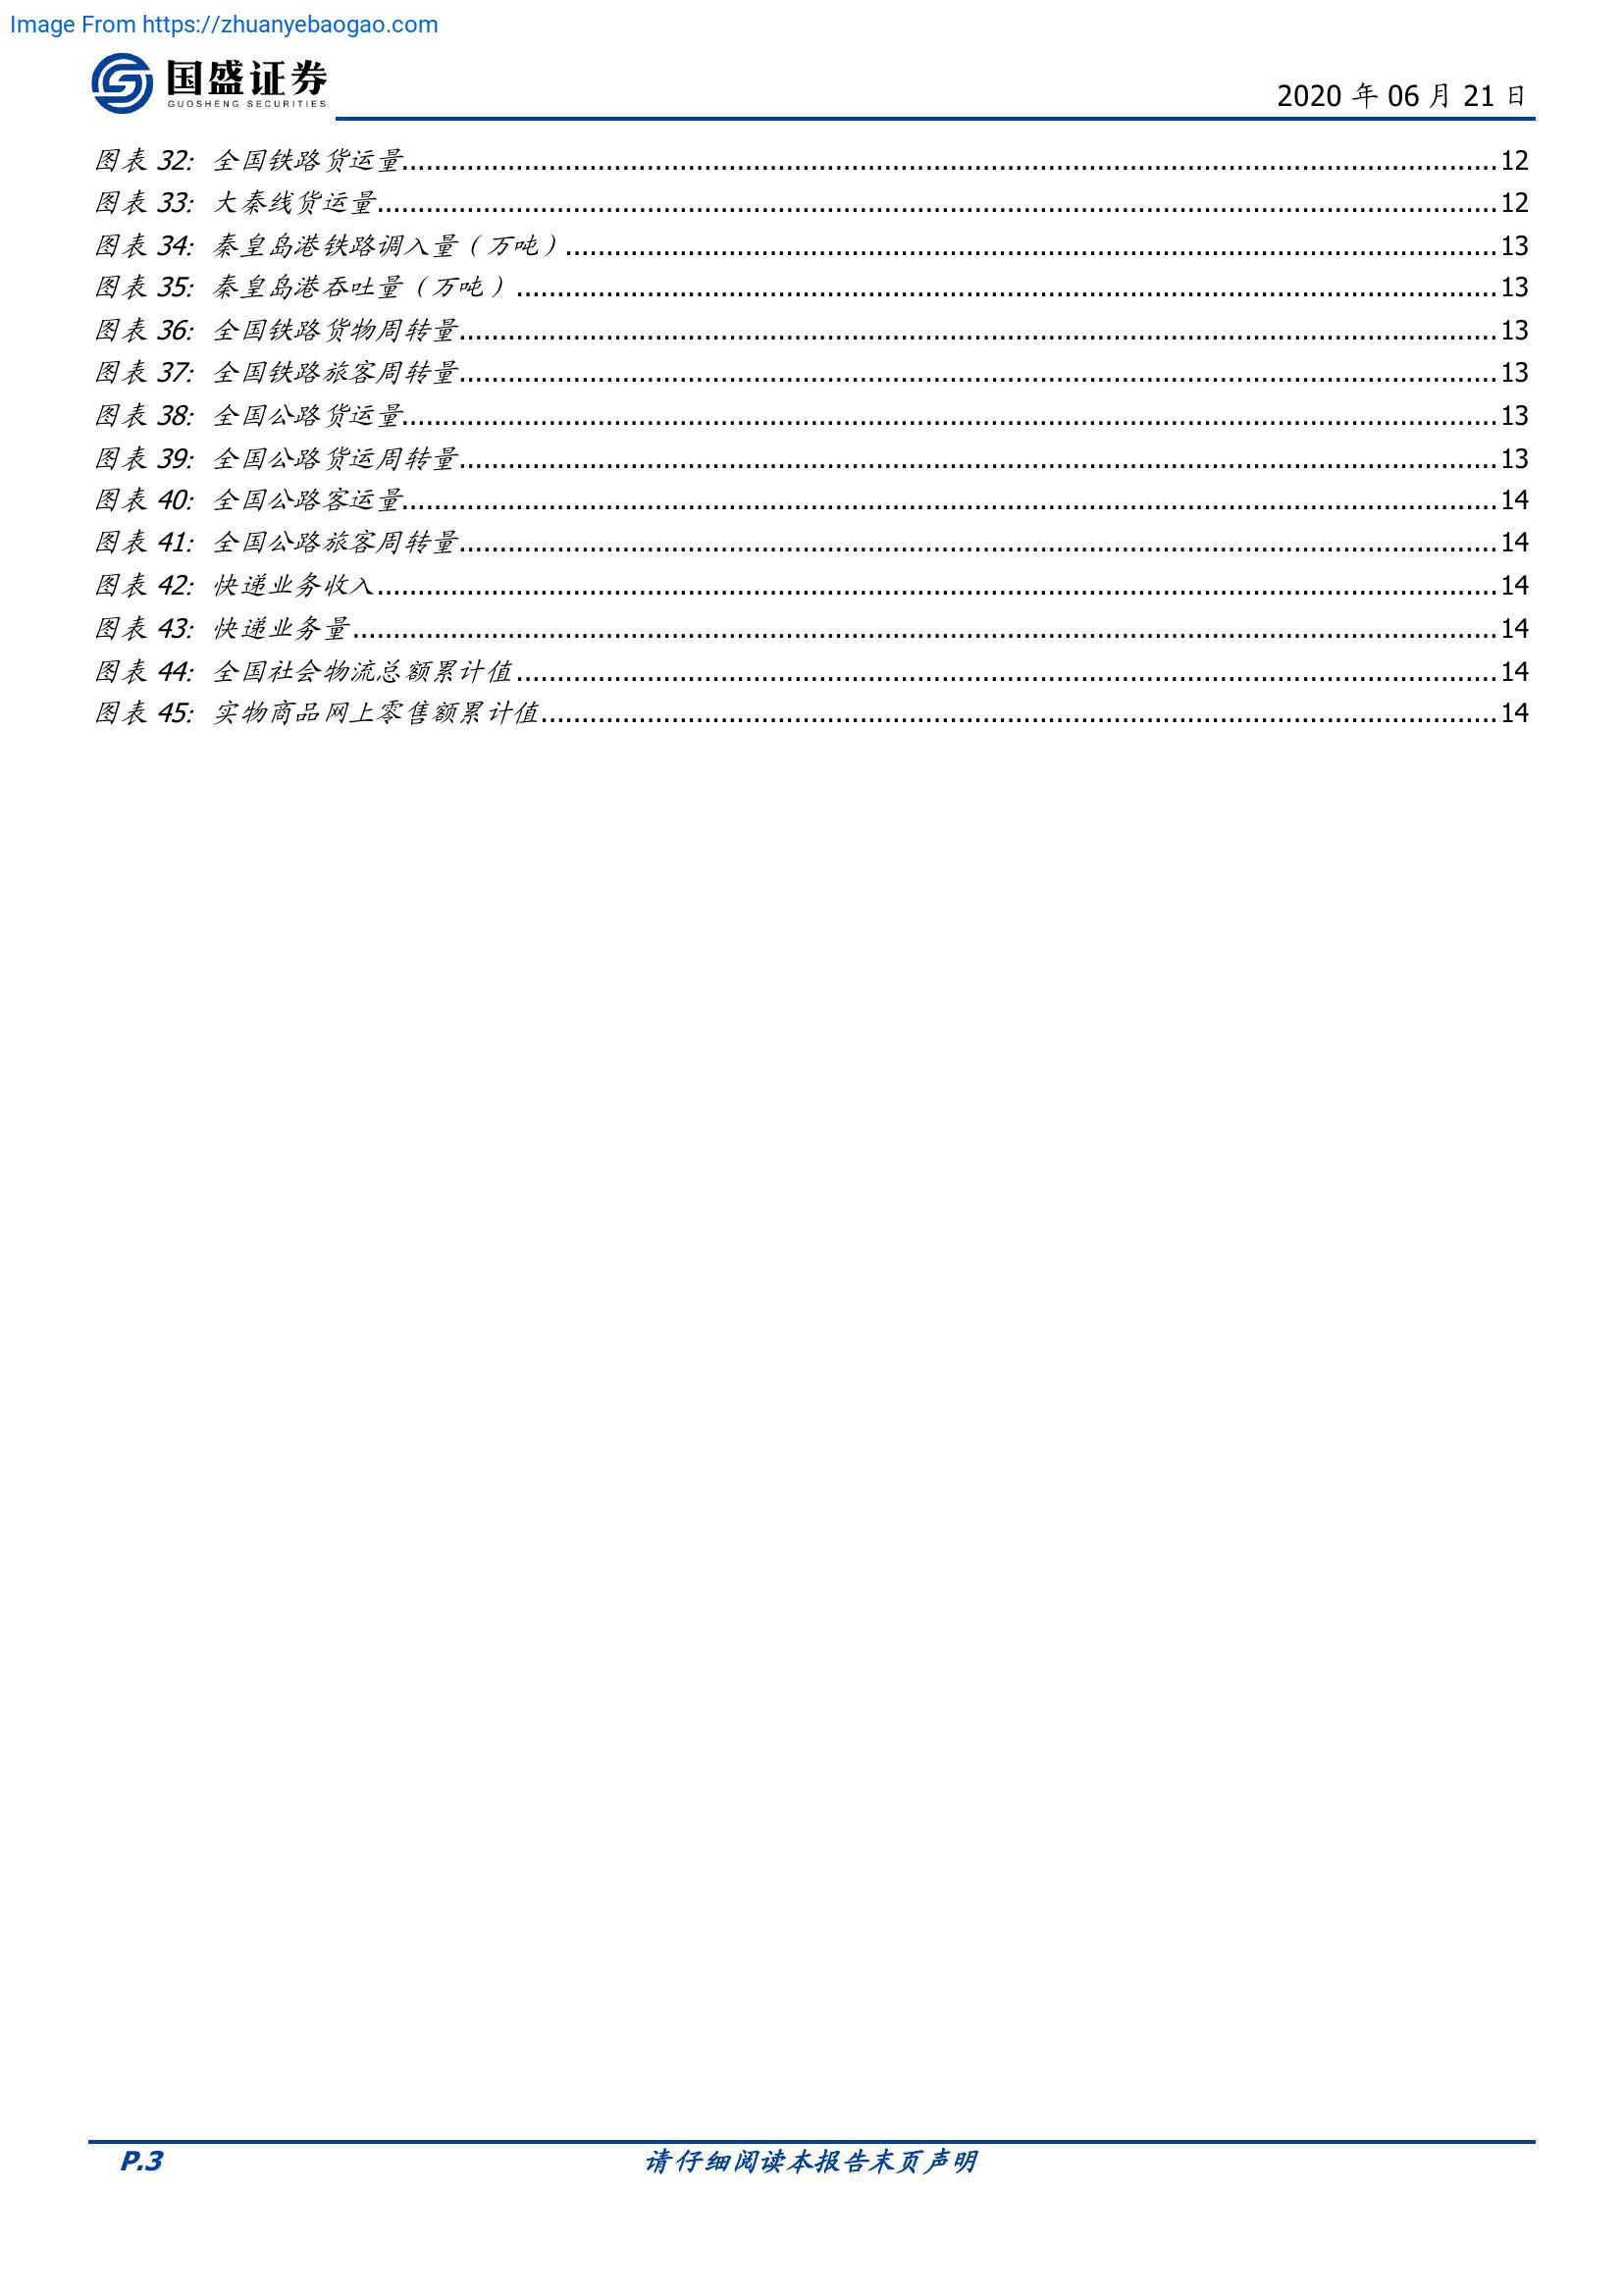 Image From https://zhuanyebaogao.com
国盛证券
GUOSHENG SECURITIES
2020 年 06 月 21 日
图表 32: 全国铁路货运量............12
图表 33: 大秦线货运量............12
图表 34: 秦皇岛港铁路调入量（万吨）............13
图表 35: 秦皇岛港吞吐量（万吨）............13
图表 36: 全国铁路货物周转量............13
图表 37: 全国铁路旅客周转量............13
图表 38: 全国公路货运量............13
图表 39: 全国公路货运周转量............13
图表 40: 全国公路客运量............14
图表 41: 全国公路旅客周转量............14
图表 42: 快递业务收入............14
图表 43: 快递业务量............14
图表 44: 全国社会物流总额累计值............14
图表 45: 实物商品网上零售额累计值............14
P.3
请仔细阅读本报告末页声明